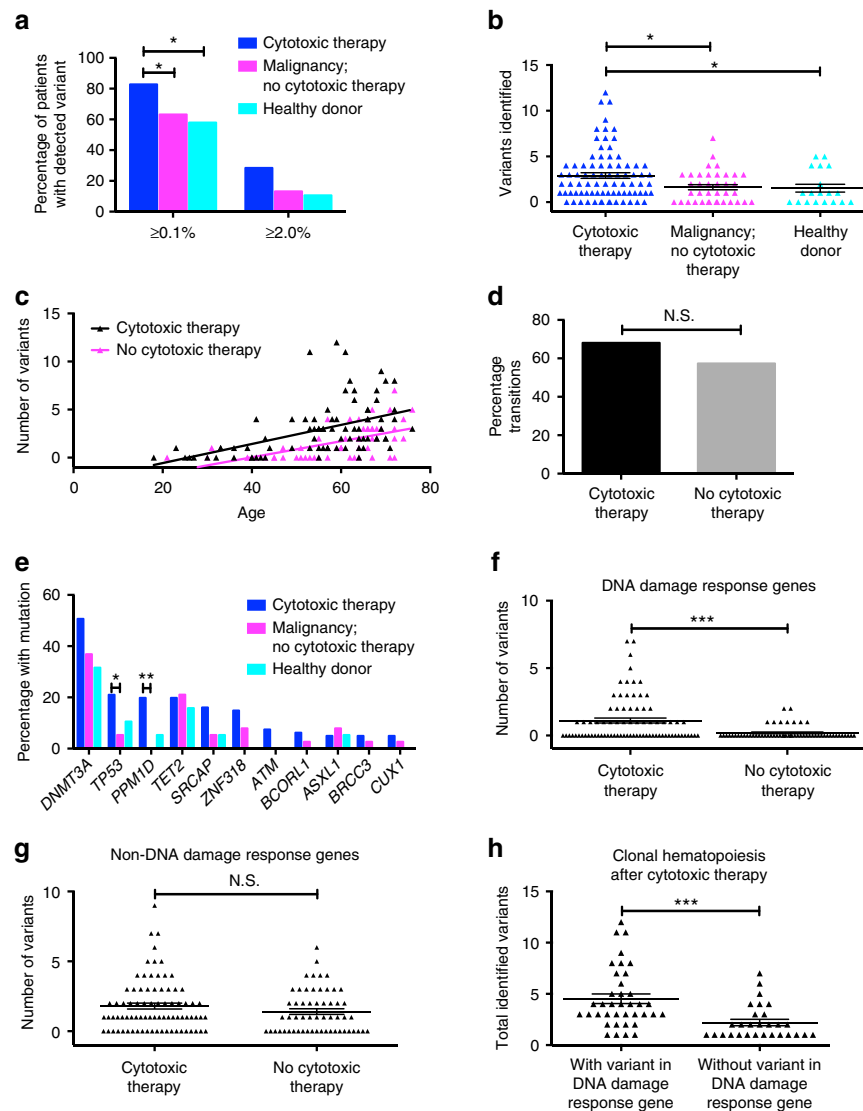 a
Percentage of patients
with detected variant
100
80
60
40
20
0
*
*
Cytotoxic therapy
Malignancy;
no cytotoxic therapy
Healthy donor
≥0.1%
≥2.0%
b
Variants identified
15
10
5
0
*
*
Cytotoxic
therapy
Malignancy;
no cytotoxic
therapy
Healthy
donor
c
Number of variants
15
10
5
0
Cytotoxic therapy
No cytotoxic therapy
0
20
40
60
80
Age
d
Percentage
transitions
80
60
40
20
0
N.S.
Cytotoxic
therapy
No cytotoxic
therapy
e
Percentage with mutation
60
40
20
0
*
**
Cytotoxic therapy
Malignancy;
no cytotoxic therapy
Healthy donor
DNMT3A
TP53
PPM1D
TET2
SRCAP
ZNF318
ATM
BCORL1
ASXL1
BRCC3
CUX1
f
DNA damage response genes
Number of variants
10
5
0
***
Cytotoxic
therapy
No cytotoxic
therapy
g
Non-DNA damage response genes
Number of variants
10
5
0
N.S.
Cytotoxic
therapy
No cytotoxic
therapy
h
Clonal hematopoiesis
after cytotoxic therapy
Total identified variants
15
10
5
0
***
With variant in
DNA damage
response gene
Without variant in
DNA damage
response gene